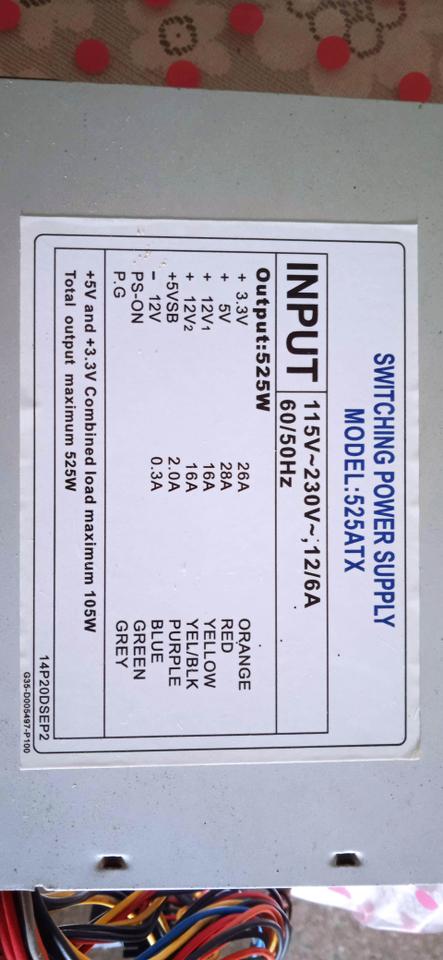 SWITCHING POWER SUPPLY
MODEL:525ATX
INPUT 115V~230V~,12/6A
60/50Hz
Output:525W
+ 3.3V 26A ORANGE
+ 5V 28A RED
+ 12V1 16A YELLOW
+ 12V2 16A YEL/BLK
+5VSB 2.0A PURPLE
- 12V 0.3A BLUE
PS-ON GREEN
P.G GREY
+5V and +3.3V Combined load maximum 105W
Total output maximum 525W
14P20DSEP2
G35-D005497-P100